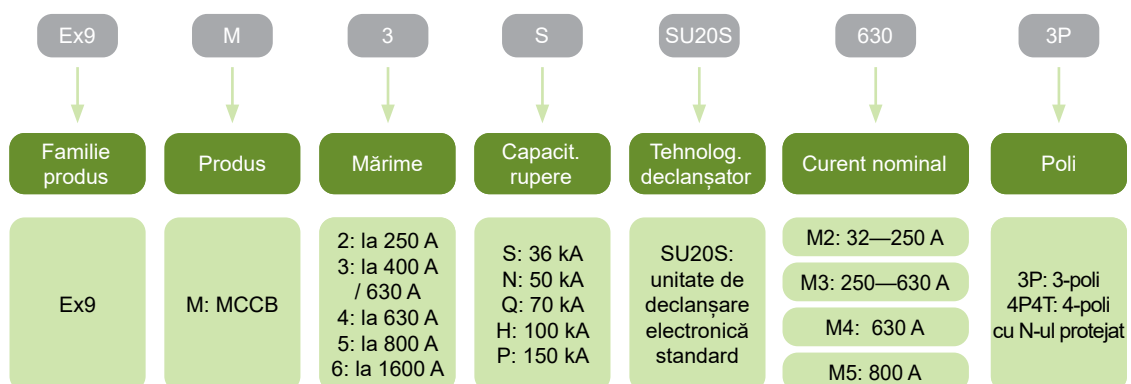 Ex9
M
3
S
SU20S
630
3P
Familie
produs
Produs
Mărime
Capacit.
rupere
Tehnolog.
declanșator
Curent nominal
Poli
Ex9
M: MCCB
2: la 250 A
3: la 400 A
/ 630 A
4: la 630 A
5: la 800 A
6: la 1600 A
S: 36 kA
N: 50 kA
Q: 70 kA
H: 100 kA
P: 150 kA
SU20S:
unitate de
declanșare
electronică
standard
M2: 32—250 A
M3: 250—630 A
M4: 630 A
M5: 800 A
3P: 3-poli
4P4T: 4-poli
cu N-ul protejat